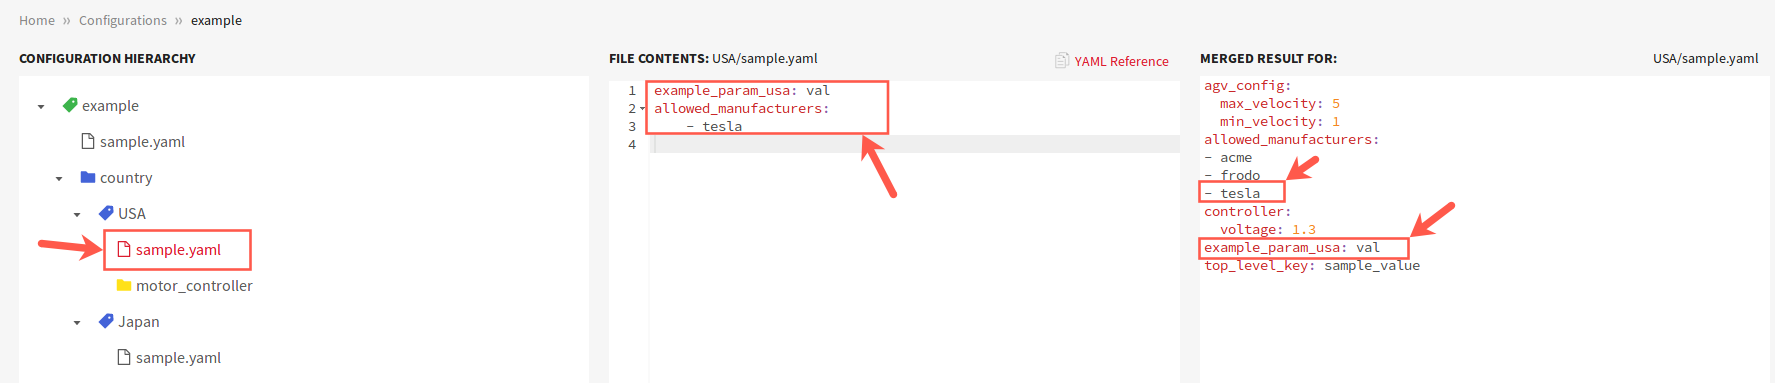 Home » Configurations » example
CONFIGURATION HIERARCHY
example
sample.yaml
country
USA
sample.yaml
motor_controller
Japan
sample.yaml
FILE CONTENTS: USA/sample.yaml
YAML Reference
1 example_param_usa: val
2 allowed_manufacturers:
3     - tesla
4
MERGED RESULT FOR: USA/sample.yaml
agv_config:
  max_velocity: 5
  min_velocity: 1
allowed_manufacturers:
- acme
- frodo
- tesla
controller:
  voltage: 1.3
example_param_usa: val
top_level_key: sample_value